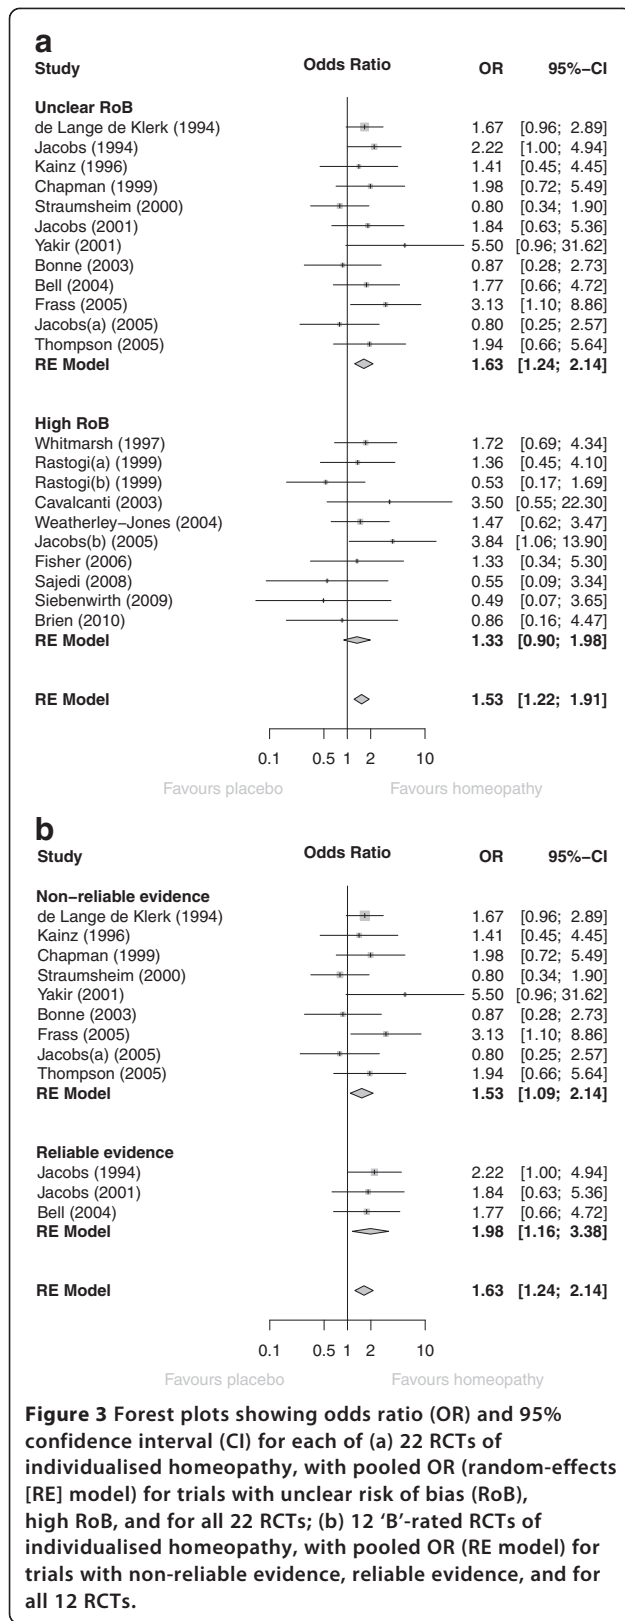 a
Study Odds Ratio OR 95%−CI
Unclear RoB
de Lange de Klerk (1994) 1.67 [0.96; 2.89]
Jacobs (1994) 2.22 [1.00; 4.94]
Kainz (1996) 1.41 [0.45; 4.45]
Chapman (1999) 1.98 [0.72; 5.49]
Straumsheim (2000) 0.80 [0.34; 1.90]
Jacobs (2001) 1.84 [0.63; 5.36]
Yakir (2001) 5.50 [0.96; 31.62]
Bonne (2003) 0.87 [0.28; 2.73]
Bell (2004) 1.77 [0.66; 4.72]
Frass (2005) 3.13 [1.10; 8.86]
Jacobs(a) (2005) 0.80 [0.25; 2.57]
Thompson (2005) 1.94 [0.66; 5.64]
RE Model 1.63 [1.24; 2.14]
High RoB
Whitmarsh (1997) 1.72 [0.69; 4.34]
Rastogi(a) (1999) 1.36 [0.45; 4.10]
Rastogi(b) (1999) 0.53 [0.17; 1.69]
Cavalcanti (2003) 3.50 [0.55; 22.30]
Weatherley−Jones (2004) 1.47 [0.62; 3.47]
Jacobs(b) (2005) 3.84 [1.06; 13.90]
Fisher (2006) 1.33 [0.34; 5.30]
Sajedi (2008) 0.55 [0.09; 3.34]
Siebenwirth (2009) 0.49 [0.07; 3.65]
Brien (2010) 0.86 [0.16; 4.47]
RE Model 1.33 [0.90; 1.98]
RE Model 1.53 [1.22; 1.91]
0.1 0.5 1 2 10
Favours placebo Favours homeopathy
b
Study Odds Ratio OR 95%−CI
Non−reliable evidence
de Lange de Klerk (1994) 1.67 [0.96; 2.89]
Kainz (1996) 1.41 [0.45; 4.45]
Chapman (1999) 1.98 [0.72; 5.49]
Straumsheim (2000) 0.80 [0.34; 1.90]
Yakir (2001) 5.50 [0.96; 31.62]
Bonne (2003) 0.87 [0.28; 2.73]
Frass (2005) 3.13 [1.10; 8.86]
Jacobs(a) (2005) 0.80 [0.25; 2.57]
Thompson (2005) 1.94 [0.66; 5.64]
RE Model 1.53 [1.09; 2.14]
Reliable evidence
Jacobs (1994) 2.22 [1.00; 4.94]
Jacobs (2001) 1.84 [0.63; 5.36]
Bell (2004) 1.77 [0.66; 4.72]
RE Model 1.98 [1.16; 3.38]
RE Model 1.63 [1.24; 2.14]
0.1 0.5 1 2 10
Favours placebo Favours homeopathy
Figure 3 Forest plots showing odds ratio (OR) and 95%
confidence interval (CI) for each of (a) 22 RCTs of
individualised homeopathy, with pooled OR (random-effects
[RE] model) for trials with unclear risk of bias (RoB),
high RoB, and for all 22 RCTs; (b) 12 ‘B’-rated RCTs of
individualised homeopathy, with pooled OR (RE model) for
trials with non-reliable evidence, reliable evidence, and for
all 12 RCTs.